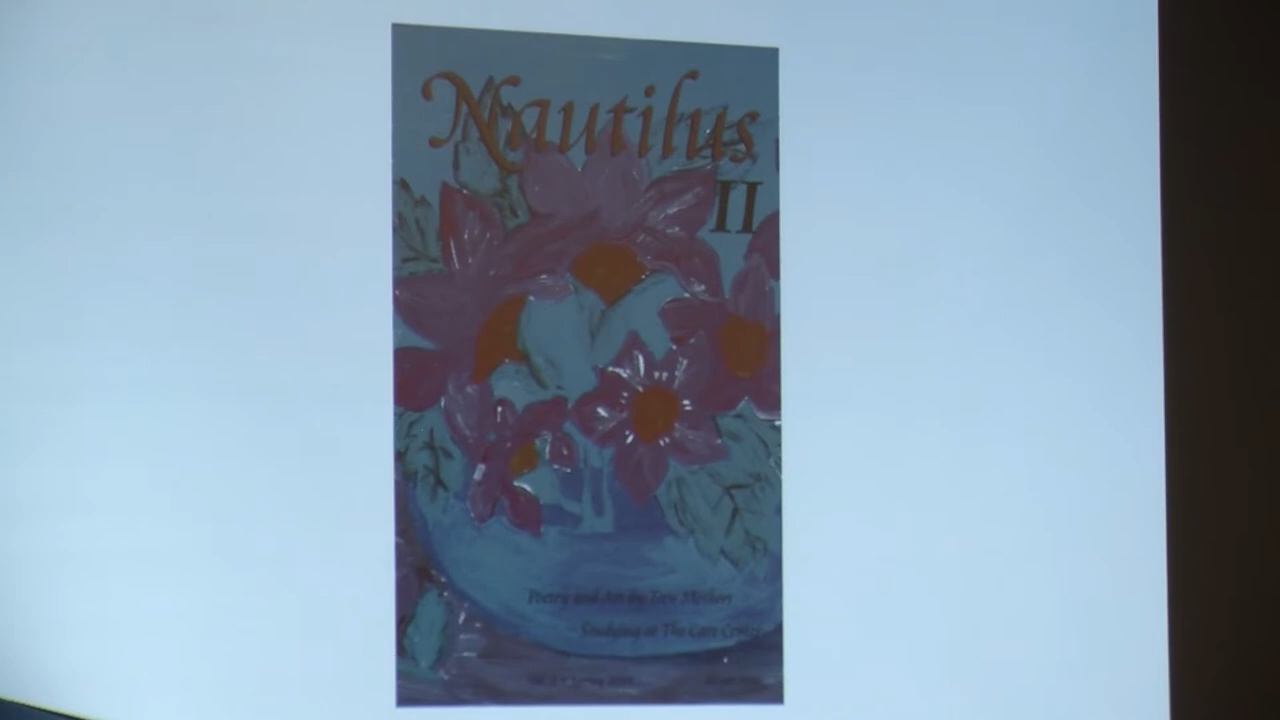 Nautilus
II
Poetry and Art by Teen Mothers
Studying at The Care Center